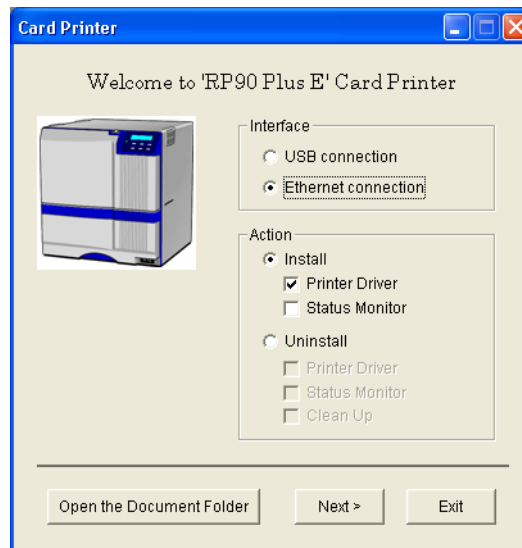 Card Printer
Welcome to 'RP90 Plus E' Card Printer
Interface
USB connection
Ethernet connection
Action
Install
Printer Driver
Status Monitor
Uninstall
Printer Driver
Status Monitor
Clean Up
Open the Document Folder
Next >
Exit